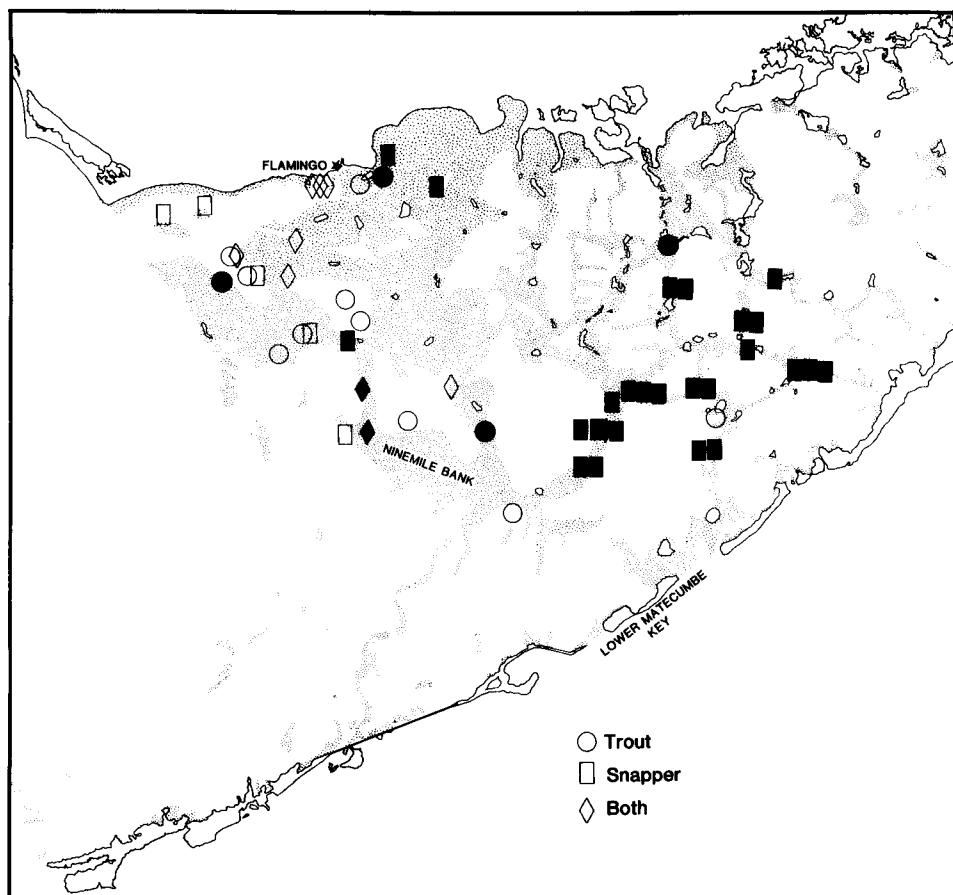 FLAMINGO
NINEMILE BANK
LOWER MATECUMBE
KEY
Trout
Snapper
Both